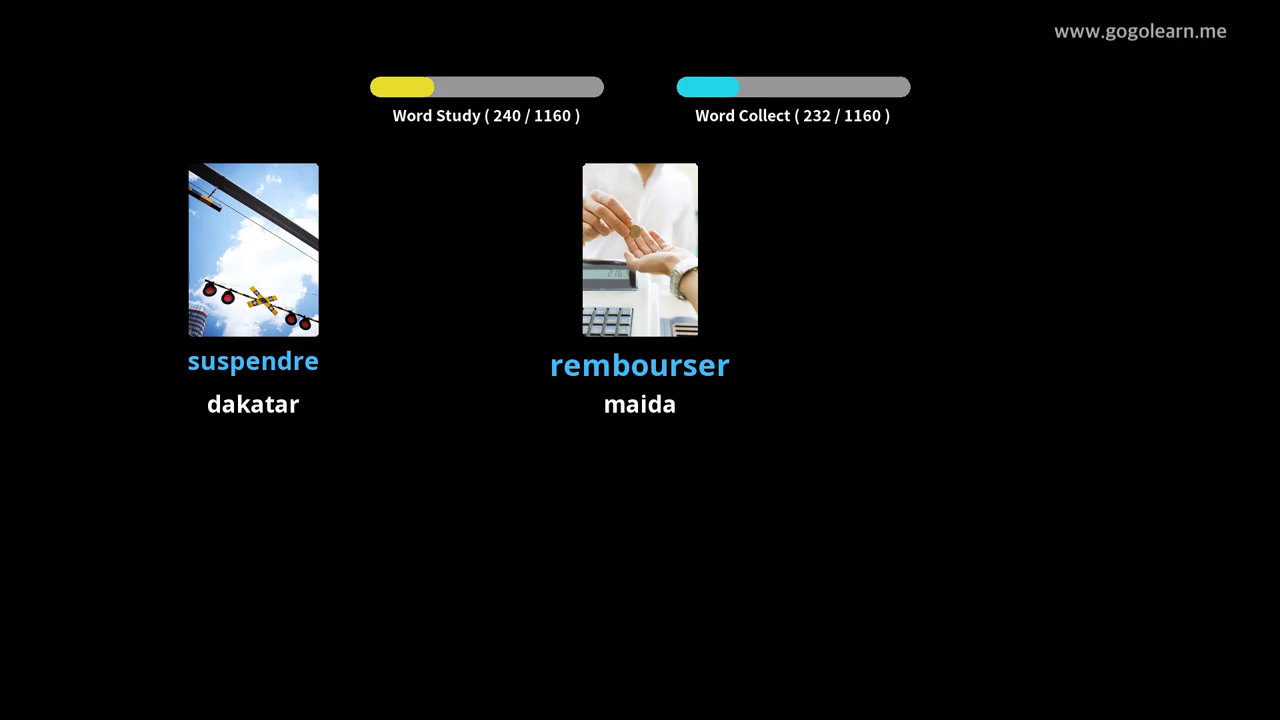 www.gogolearn.me
Word Study ( 240 / 1160 )
Word Collect ( 232 / 1160 )
suspendre
dakatar
rembourser
maida